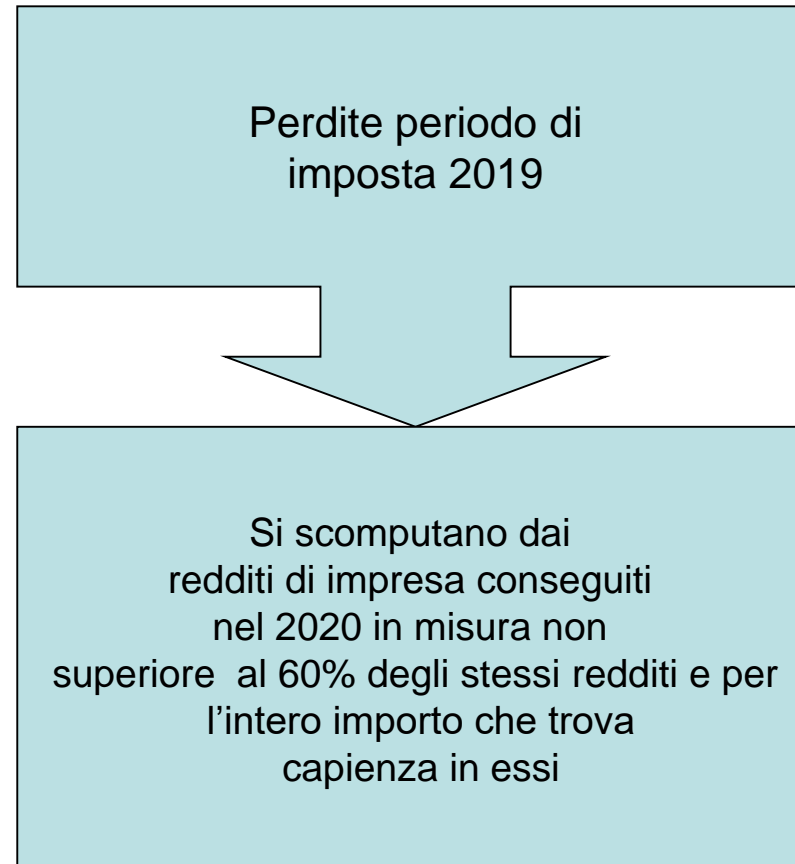 Perdite periodo di
imposta 2019
Si scomputano dai
redditi di impresa conseguiti
nel 2020 in misura non
superiore  al 60% degli stessi redditi e per
l’intero importo che trova
capienza in essi